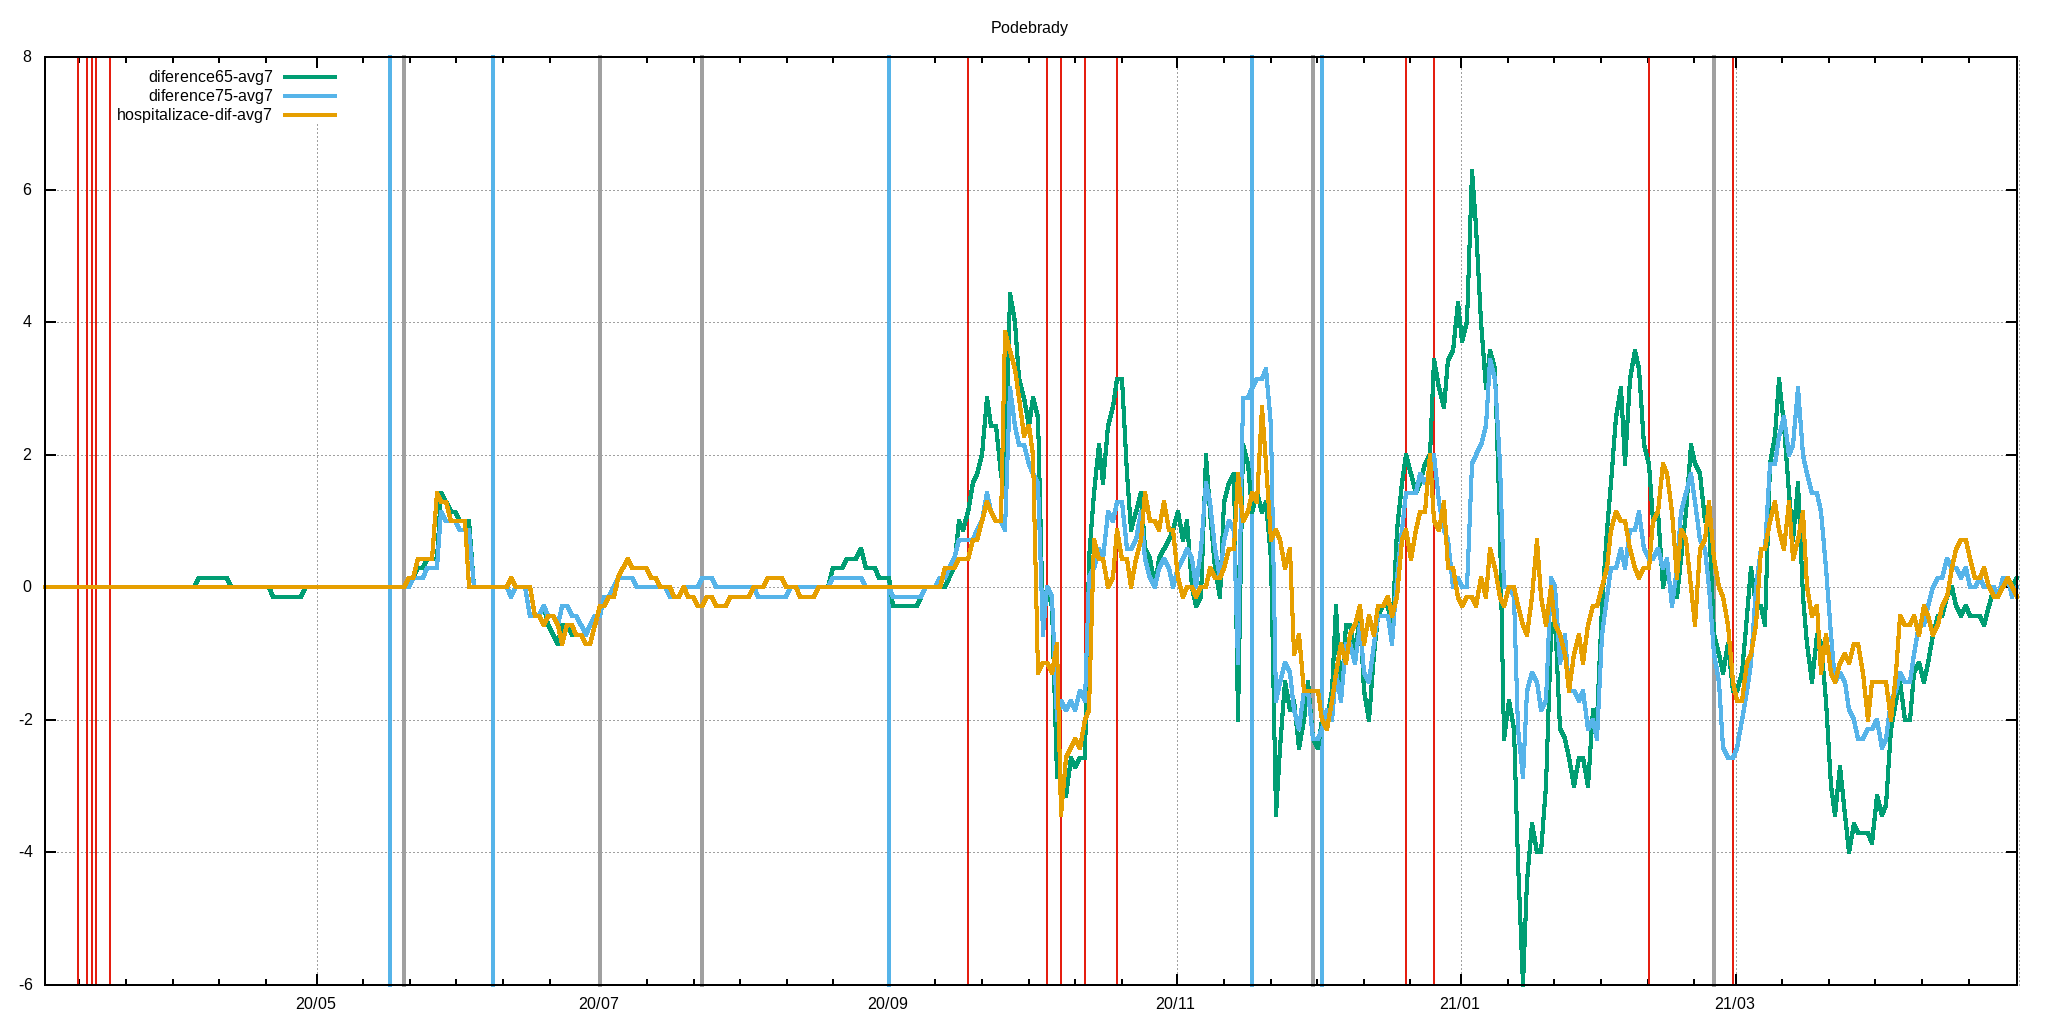 Podebrady
diference65-avg7
diference75-avg7
hospitalizace-dif-avg7
8
6
4
2
0
-2
-4
-6
20/05 20/07 20/09 20/11 21/01 21/03